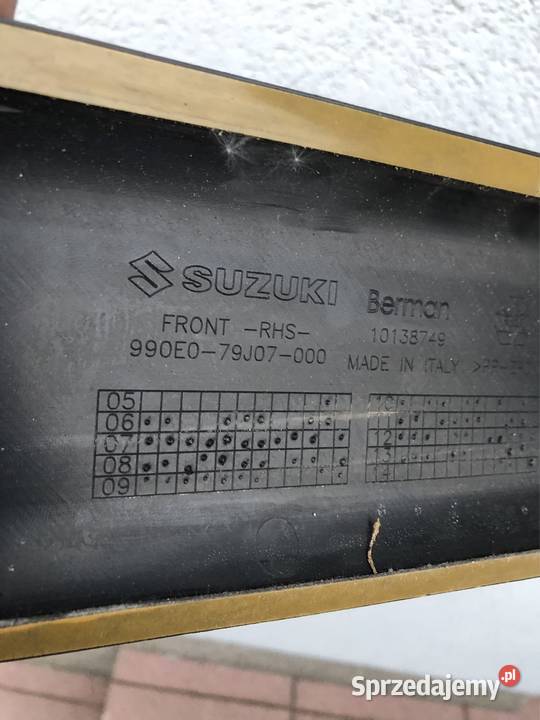 SUZUKI Berman
FRONT -RHS- 10138749
990E0-79J07-000 MADE IN ITALY
05
06
07
08
09
10
11
12
13
14
Sprzedajemy.pl